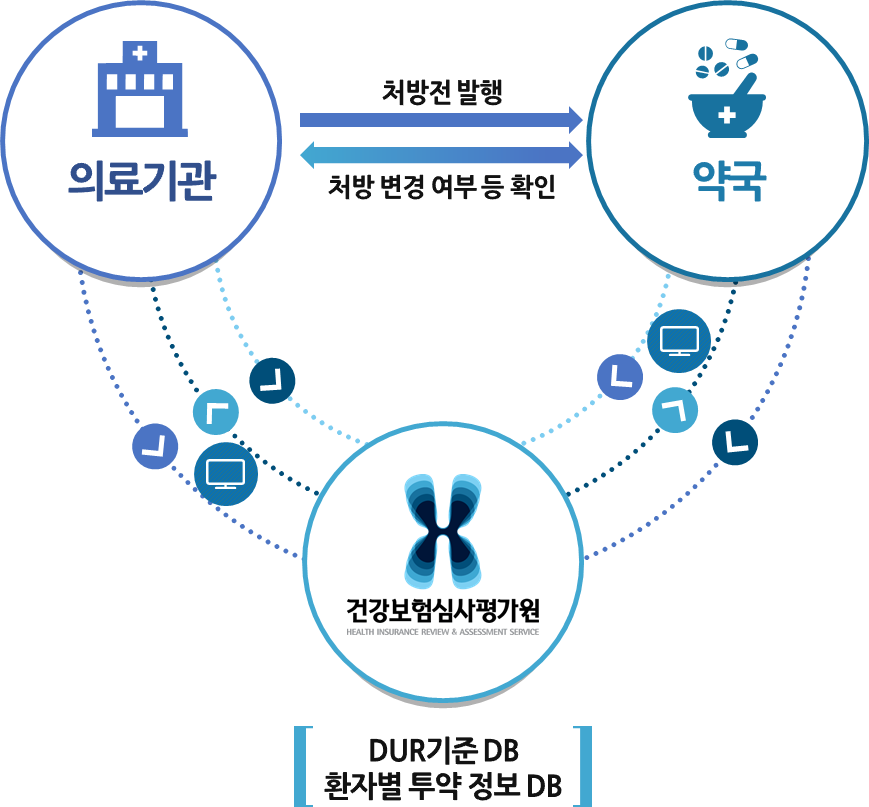 처방전 발행
의료기관
약국
처방 변경 여부 등 확인
건강보험심사평가원
HEALTH INSURANCE REVIEW & ASSESSMENT SERVICE
DUR기준 DB
환자별 투약 정보 DB